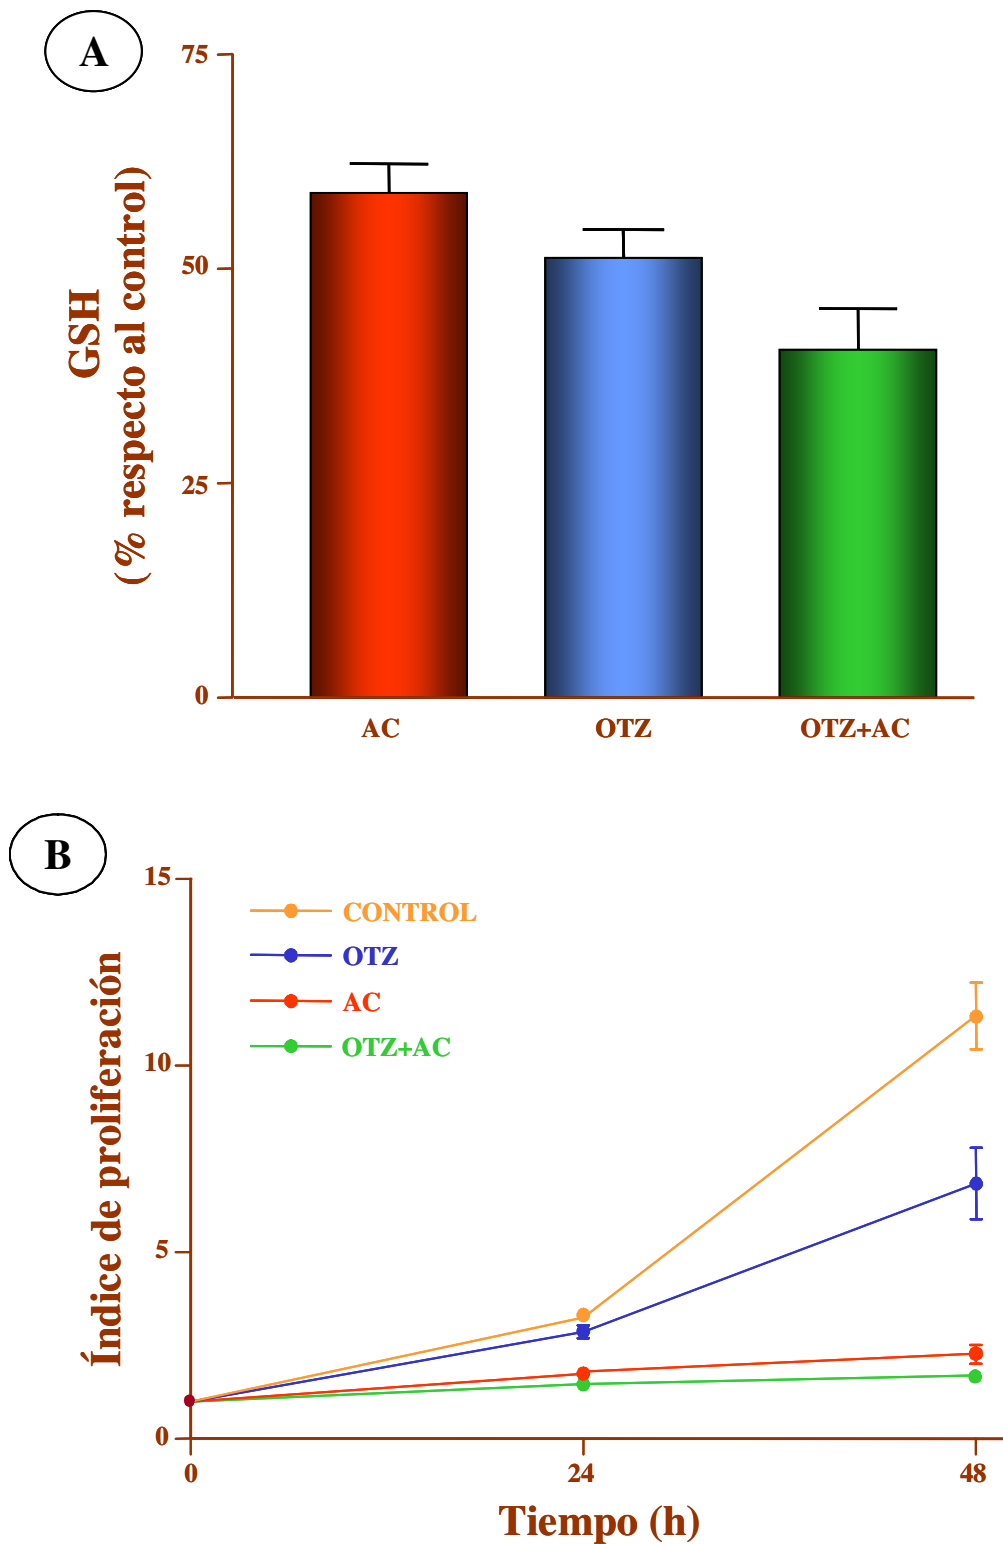 A
75
50
25
0
GSH
(% respecto al control)
AC
OTZ
OTZ+AC
B
15
10
5
0
Índice de proliferación
CONTROL
OTZ
AC
OTZ+AC
0
24
48
Tiempo (h)